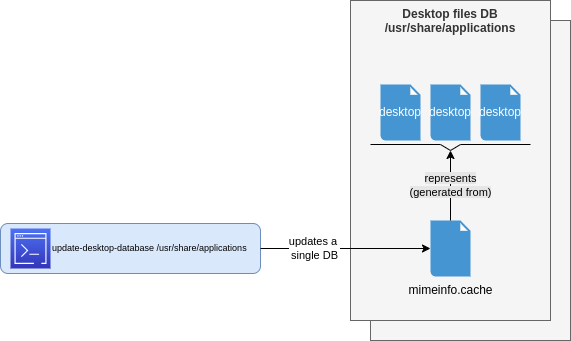 Desktop files DB
/usr/share/applications
desktop desktop desktop
represents
(generated from)
update-desktop-database /usr/share/applications
updates a
single DB
mimeinfo.cache